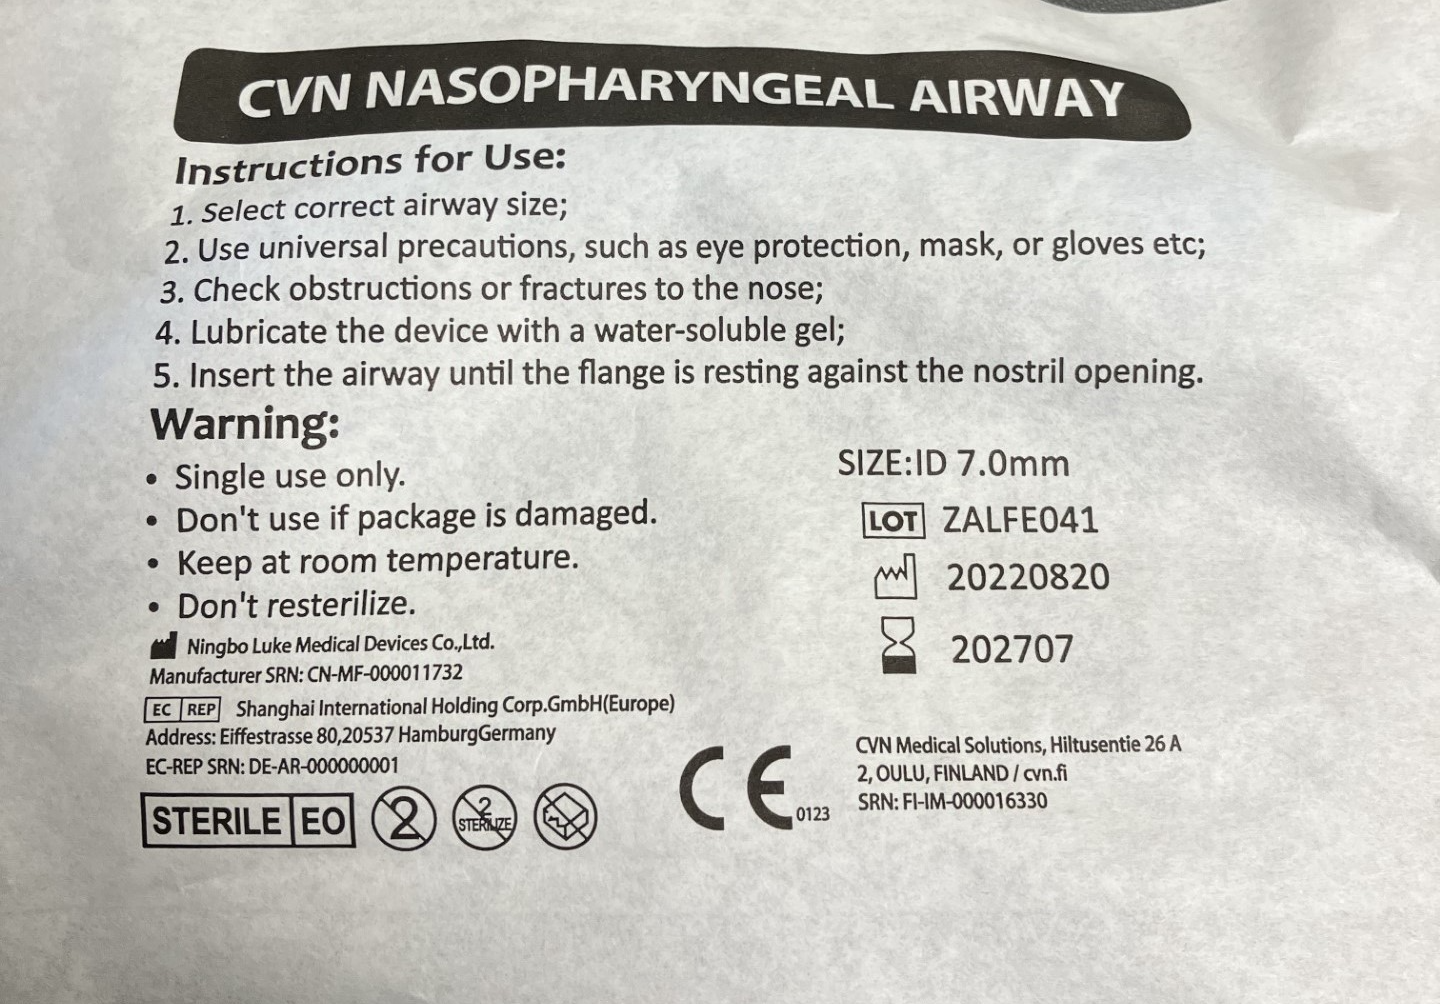 CVN NASOPHARYNGEAL AIRWAY
Instructions for Use:
1. Select correct airway size;
2. Use universal precautions, such as eye protection, mask, or gloves etc;
3. Check obstructions or fractures to the nose;
4. Lubricate the device with a water-soluble gel;
5. Insert the airway until the flange is resting against the nostril opening.
Warning:
• Single use only.
• Don't use if package is damaged.
• Keep at room temperature.
• Don't resterilize.
SIZE:ID 7.0mm
LOT ZALFE041
20220820
202707
Ningbo Luke Medical Devices Co.,Ltd.
Manufacturer SRN: CN-MF-000011732
EC REP Shanghai International Holding Corp.GmbH(Europe)
Address: Eiffestrasse 80,20537 HamburgGermany
EC-REP SRN: DE-AR-000000001
STERILE EO 2 2 STERILIZE
CE 0123
CVN Medical Solutions, Hiltusentie 26 A
2, OULU, FINLAND / cvn.fi
SRN: FI-IM-000016330